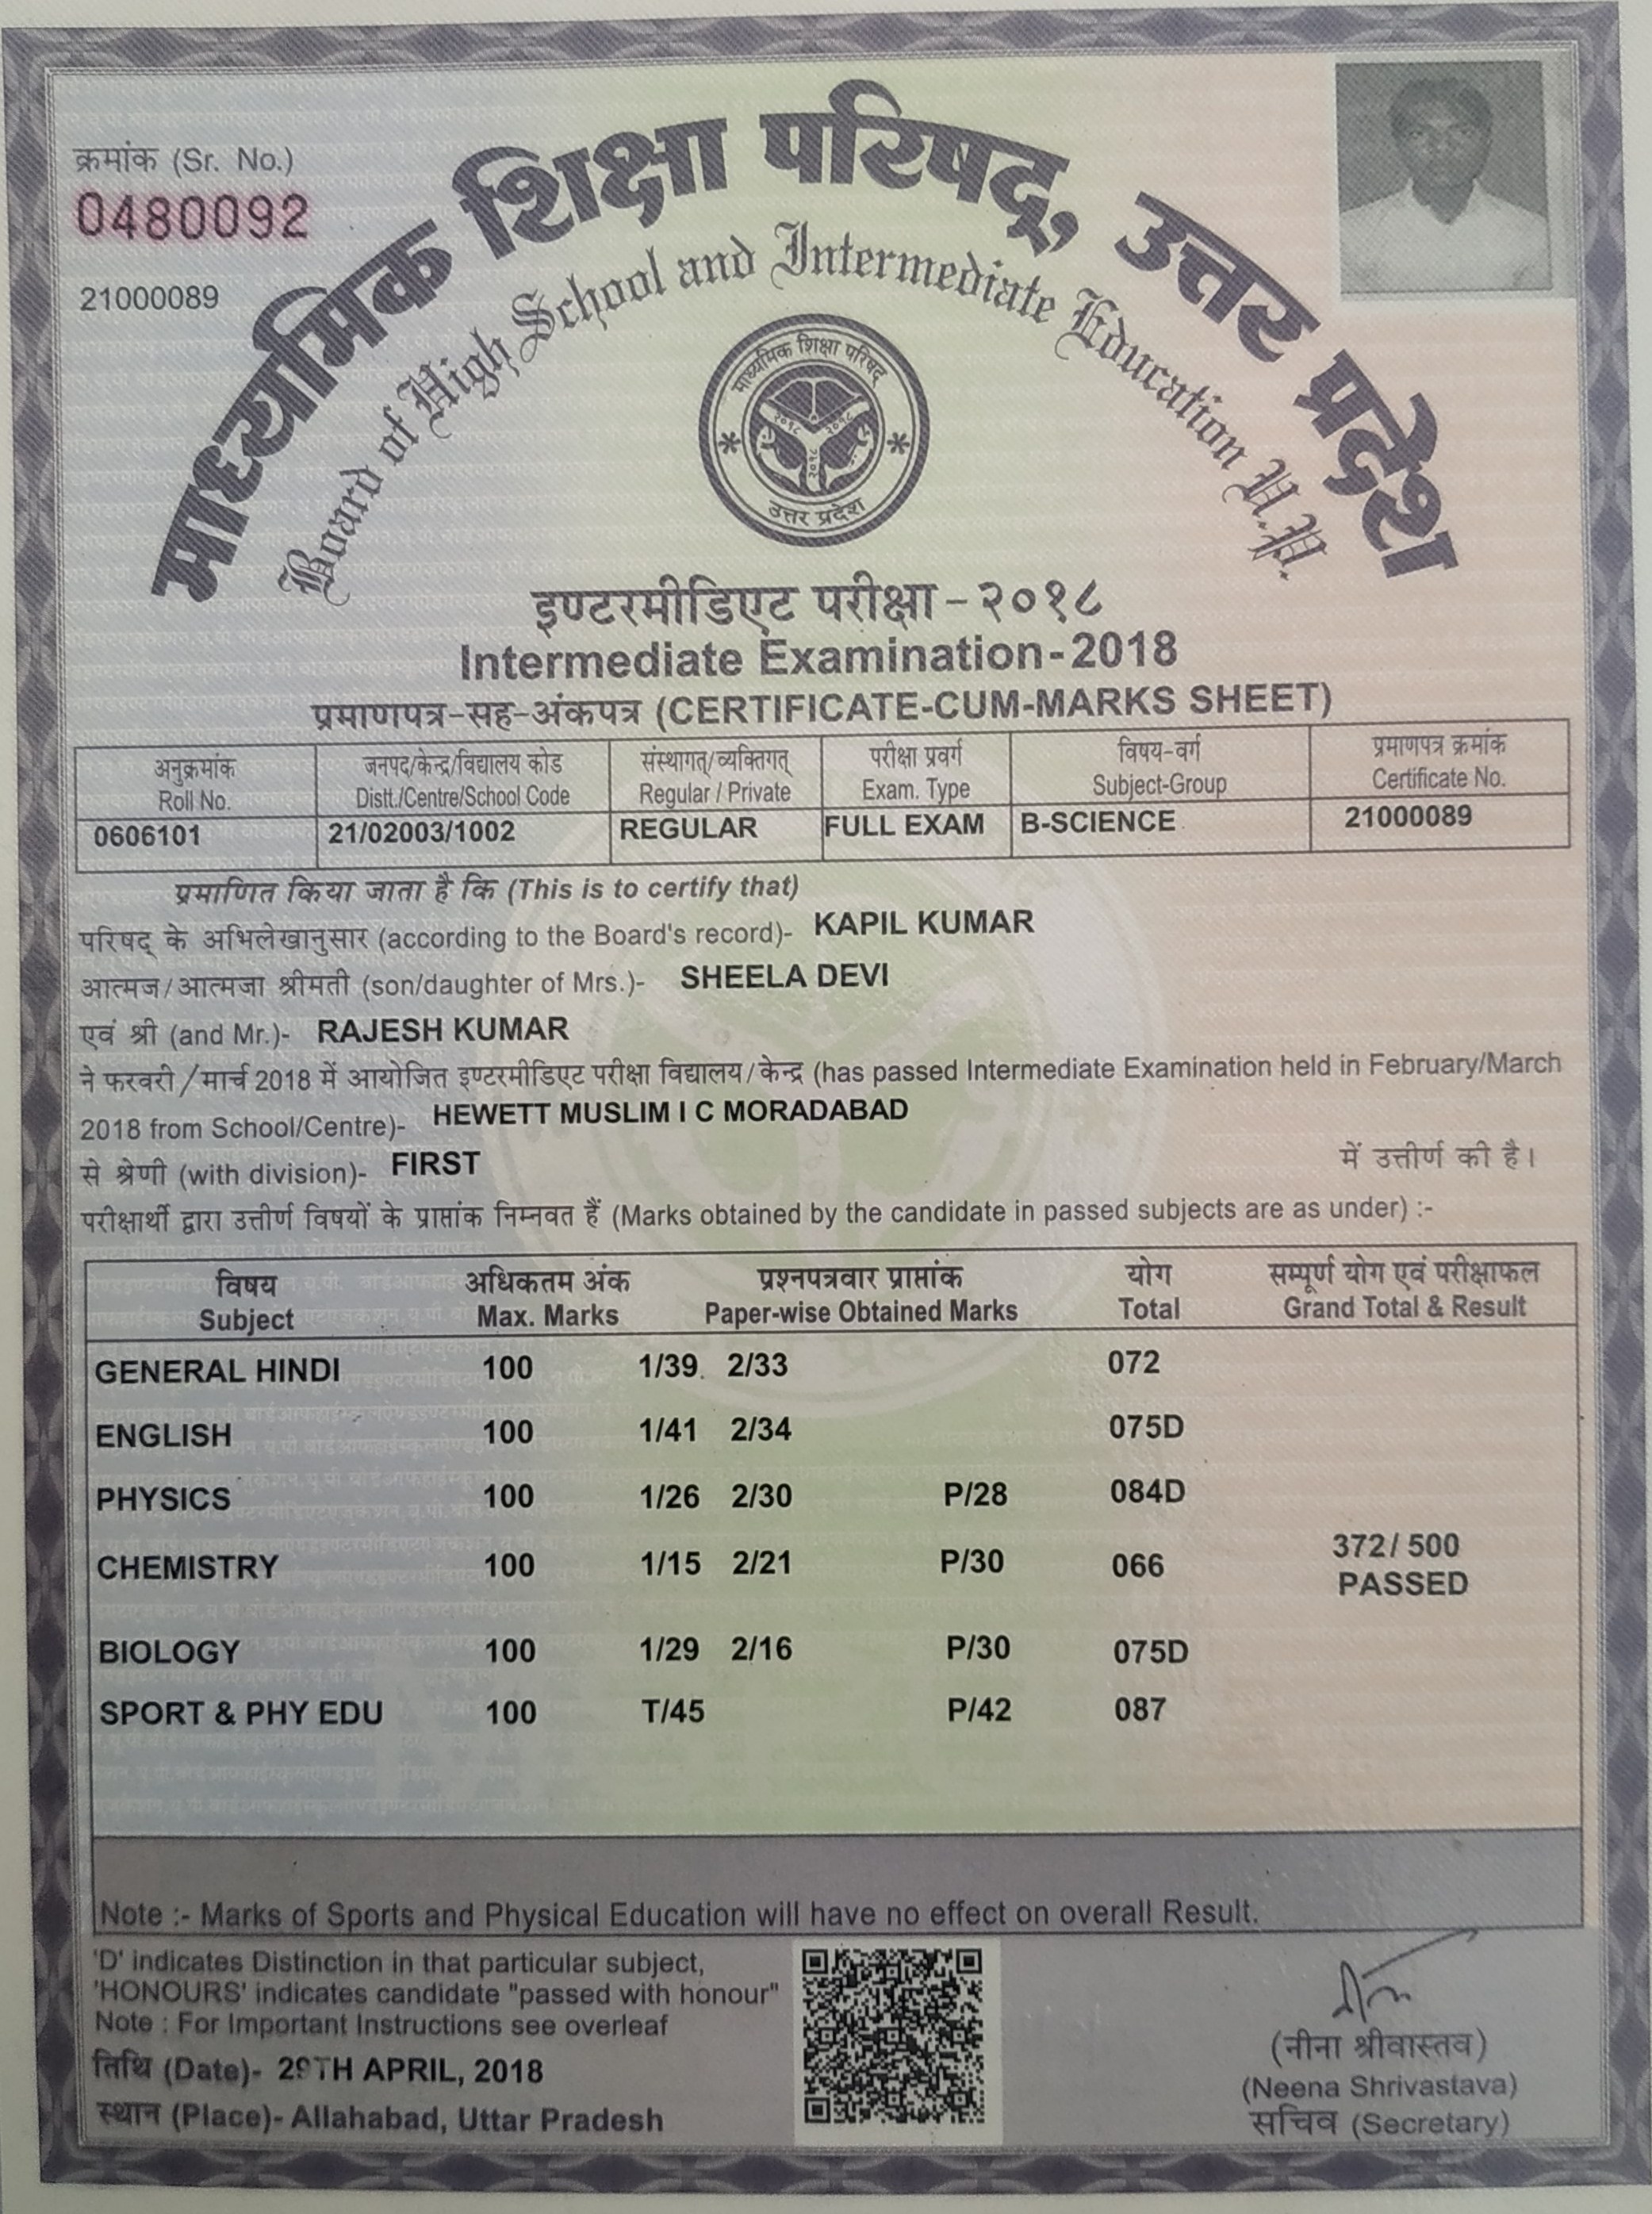 क्रमांक (Sr. No.)
0480092
21000089
माध्यमिक शिक्षा परिषद्, उत्तर प्रदेश
Board of High School and Intermediate Education U.P.
माध्यमिक शिक्षा परिषद्
२०१८ २०१८
२०१८
उत्तर प्रदेश
इण्टरमीडिएट परीक्षा-२०१८
Intermediate Examination-2018
प्रमाणपत्र-सह-अंकपत्र (CERTIFICATE-CUM-MARKS SHEET)
अनुक्रमांक जनपद/केन्द्र/विद्यालय कोड संस्थागत्/व्यक्तिगत् परीक्षा प्रवर्ग विषय-वर्ग प्रमाणपत्र क्रमांक
Roll No. Distt./Centre/School Code Regular / Private Exam. Type Subject-Group Certificate No.
0606101 21/02003/1002 REGULAR FULL EXAM B-SCIENCE 21000089
प्रमाणित किया जाता है कि (This is to certify that)
परिषद् के अभिलेखानुसार (according to the Board's record)- KAPIL KUMAR
आत्मज/आत्मजा श्रीमती (son/daughter of Mrs.)- SHEELA DEVI
एवं श्री (and Mr.)- RAJESH KUMAR
ने फरवरी/मार्च 2018 में आयोजित इण्टरमीडिएट परीक्षा विद्यालय/केन्द्र (has passed Intermediate Examination held in February/March
2018 from School/Centre)- HEWETT MUSLIM I C MORADABAD
से श्रेणी (with division)- FIRST में उत्तीर्ण की है।
परीक्षार्थी द्वारा उत्तीर्ण विषयों के प्राप्तांक निम्नवत हैं (Marks obtained by the candidate in passed subjects are as under) :-
विषय अधिकतम अंक प्रश्नपत्रवार प्राप्तांक योग सम्पूर्ण योग एवं परीक्षाफल
Subject Max. Marks Paper-wise Obtained Marks Total Grand Total & Result
GENERAL HINDI 100 1/39 2/33 072
ENGLISH 100 1/41 2/34 075D
PHYSICS 100 1/26 2/30 P/28 084D
CHEMISTRY 100 1/15 2/21 P/30 066 372/ 500
PASSED
BIOLOGY 100 1/29 2/16 P/30 075D
SPORT & PHY EDU 100 T/45 P/42 087
Note :- Marks of Sports and Physical Education will have no effect on overall Result.
'D' indicates Distinction in that particular subject,
'HONOURS' indicates candidate "passed with honour"
Note : For Important Instructions see overleaf
तिथि (Date)- 29TH APRIL, 2018
स्थान (Place)- Allahabad, Uttar Pradesh
(नीना श्रीवास्तव)
(Neena Shrivastava)
सचिव (Secretary)